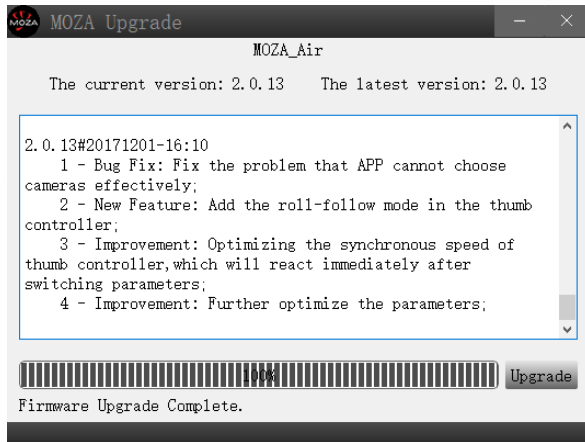 MOZA
MOZA Upgrade
MOZA_Air
The current version: 2.0.13 The latest version: 2.0.13
2.0.13#20171201-16:10
1 - Bug Fix: Fix the problem that APP cannot choose
cameras effectively;
2 - New Feature: Add the roll-follow mode in the thumb
controller;
3 - Improvement: Optimizing the synchronous speed of
thumb controller,which will react immediately after
switching parameters;
4 - Improvement: Further optimize the parameters;
100%
Upgrade
Firmware Upgrade Complete.